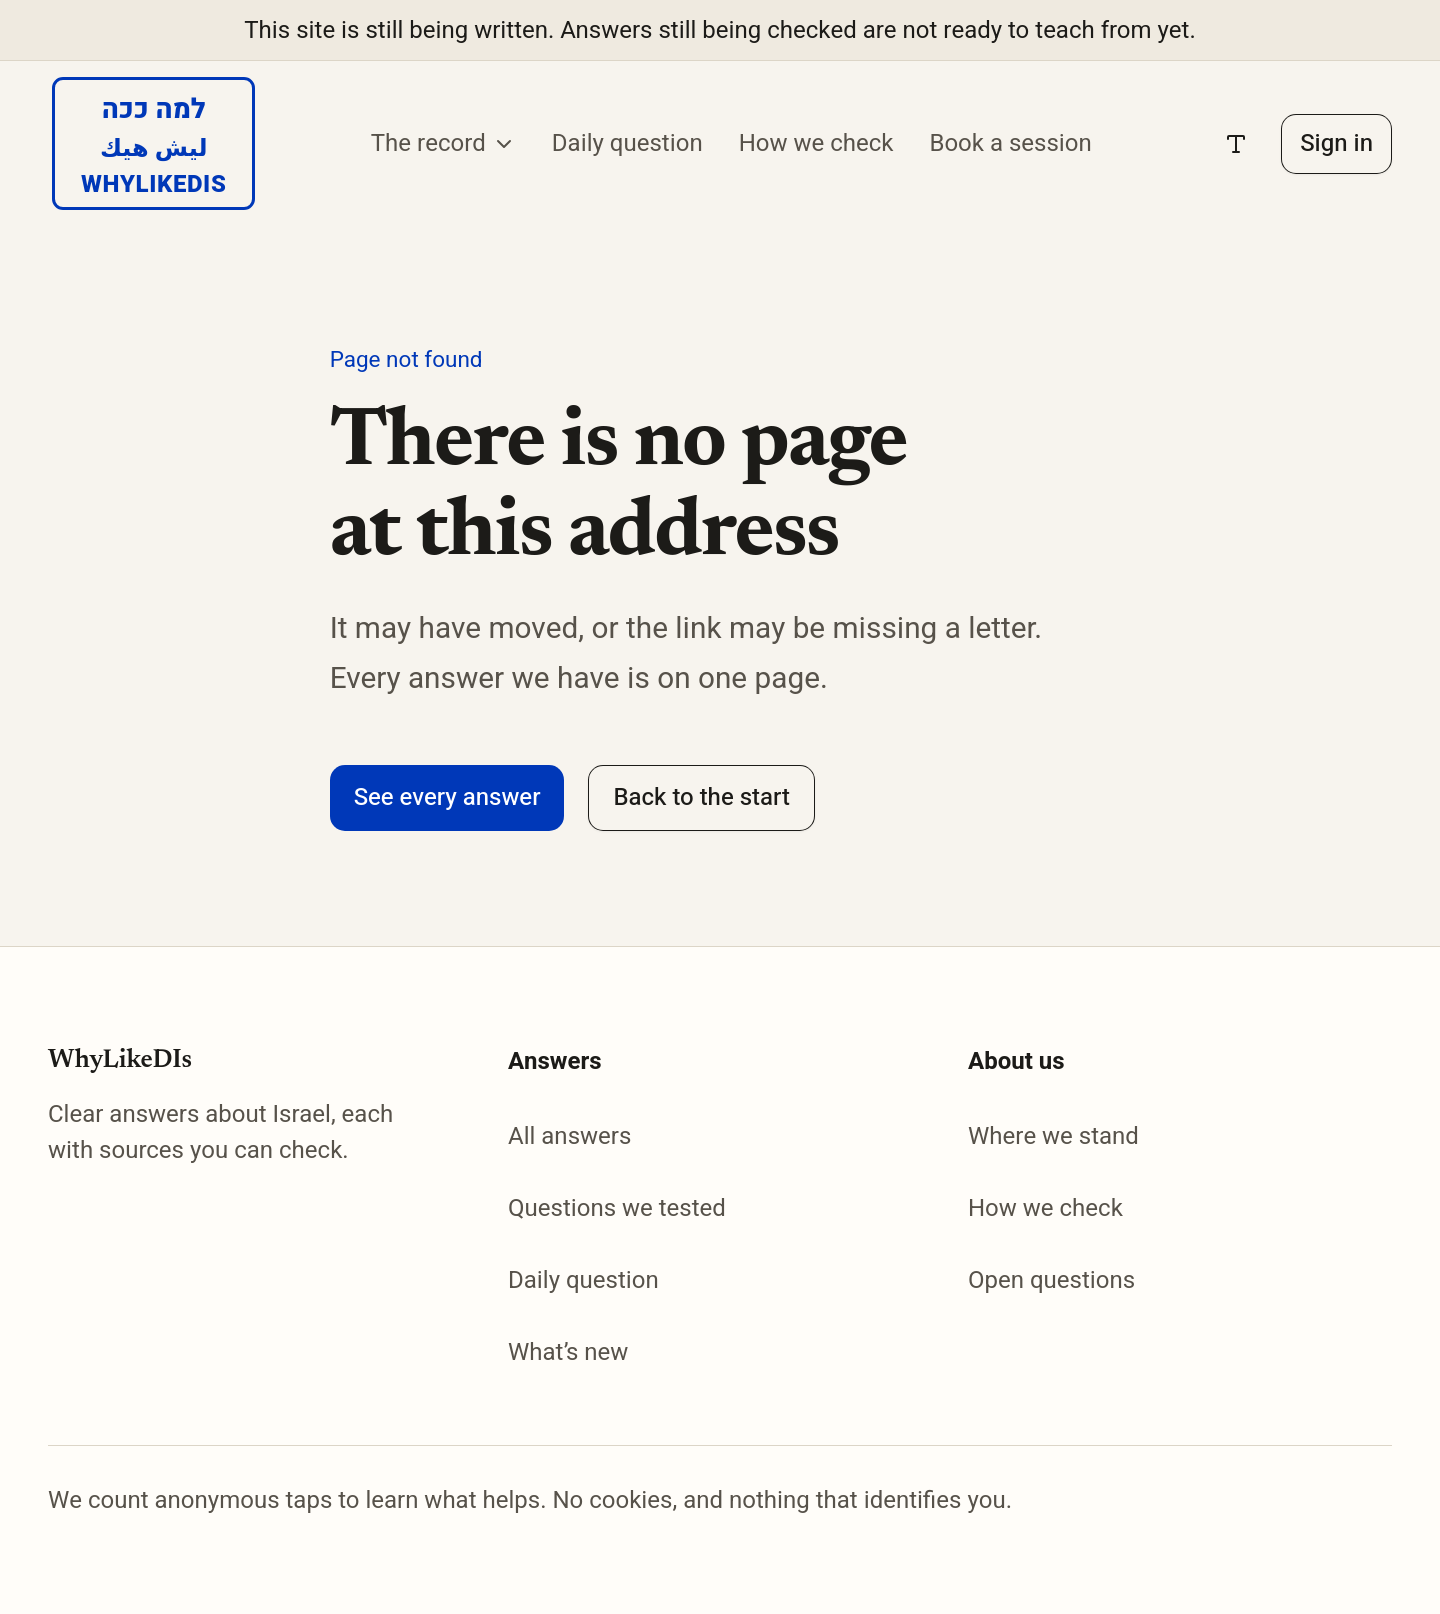 This site is still being written. Answers still being checked are not ready to teach from yet.
למה ככה
ليش هيك
WHYLIKEDIS
The record
Daily question
How we check
Book a session
Sign in
Page not found
There is no page
at this address
It may have moved, or the link may be missing a letter.
Every answer we have is on one page.
See every answer
Back to the start
WhyLikeDIs
Clear answers about Israel, each
with sources you can check.
Answers
All answers
Questions we tested
Daily question
What’s new
About us
Where we stand
How we check
Open questions
We count anonymous taps to learn what helps. No cookies, and nothing that identifies you.